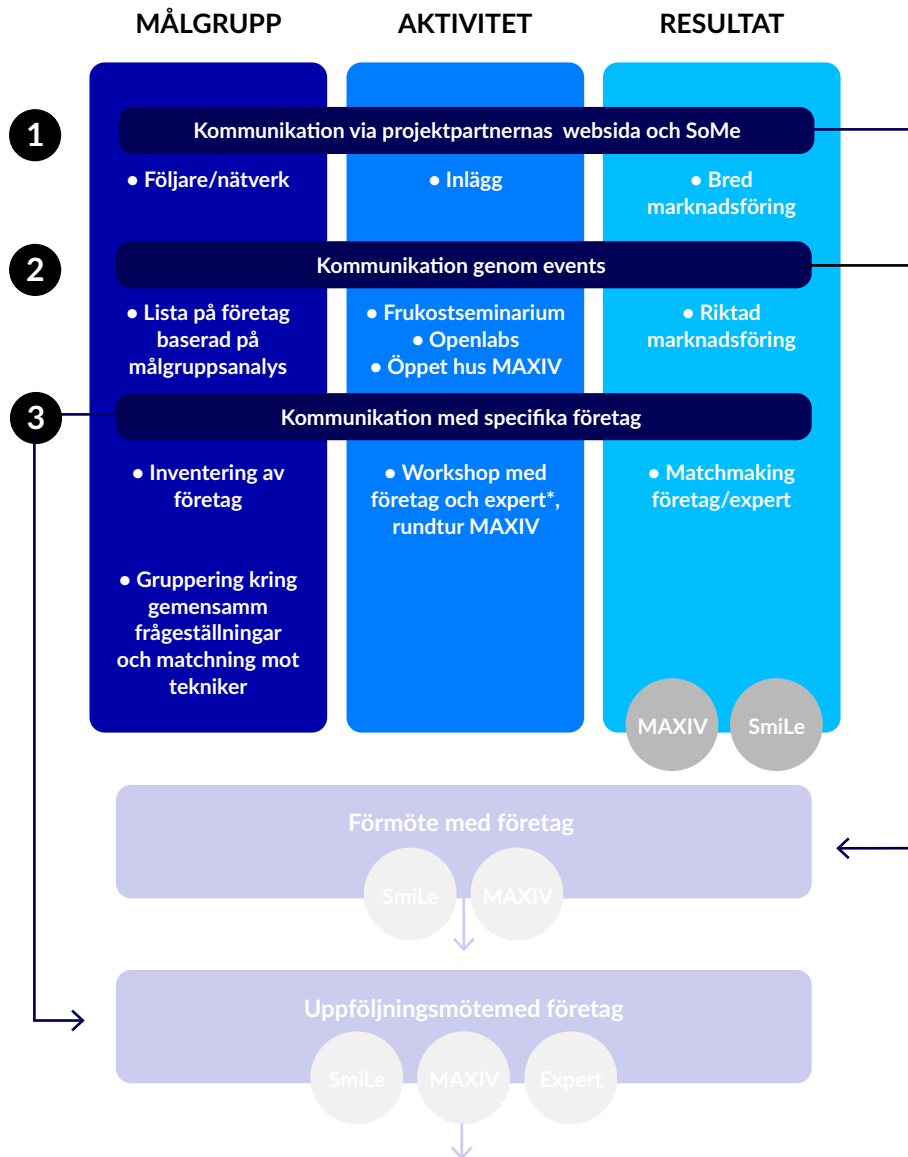 MÅLGRUPP
AKTIVITET
RESULTAT
1
Kommunikation via projektpartnernas websida och SoMe
● Följare/nätverk
● Inlägg
● Bred
marknadsföring
2
Kommunikation genom events
● Lista på företag
baserad på
målgruppsanalys
● Frukostseminarium
● Openlabs
● Öppet hus MAXIV
● Riktad
marknadsföring
3
Kommunikation med specifika företag
● Inventering av
företag
● Gruppering kring
gemensamm
frågeställningar
och matchning mot
tekniker
● Workshop med
företag och expert*,
rundtur MAXIV
● Matchmaking
företag/expert
MAXIV
SmiLe
Förmöte med företag
SmiLe
MAXIV
Uppföljningsmötemed företag
SmiLe
MAXIV
Expert